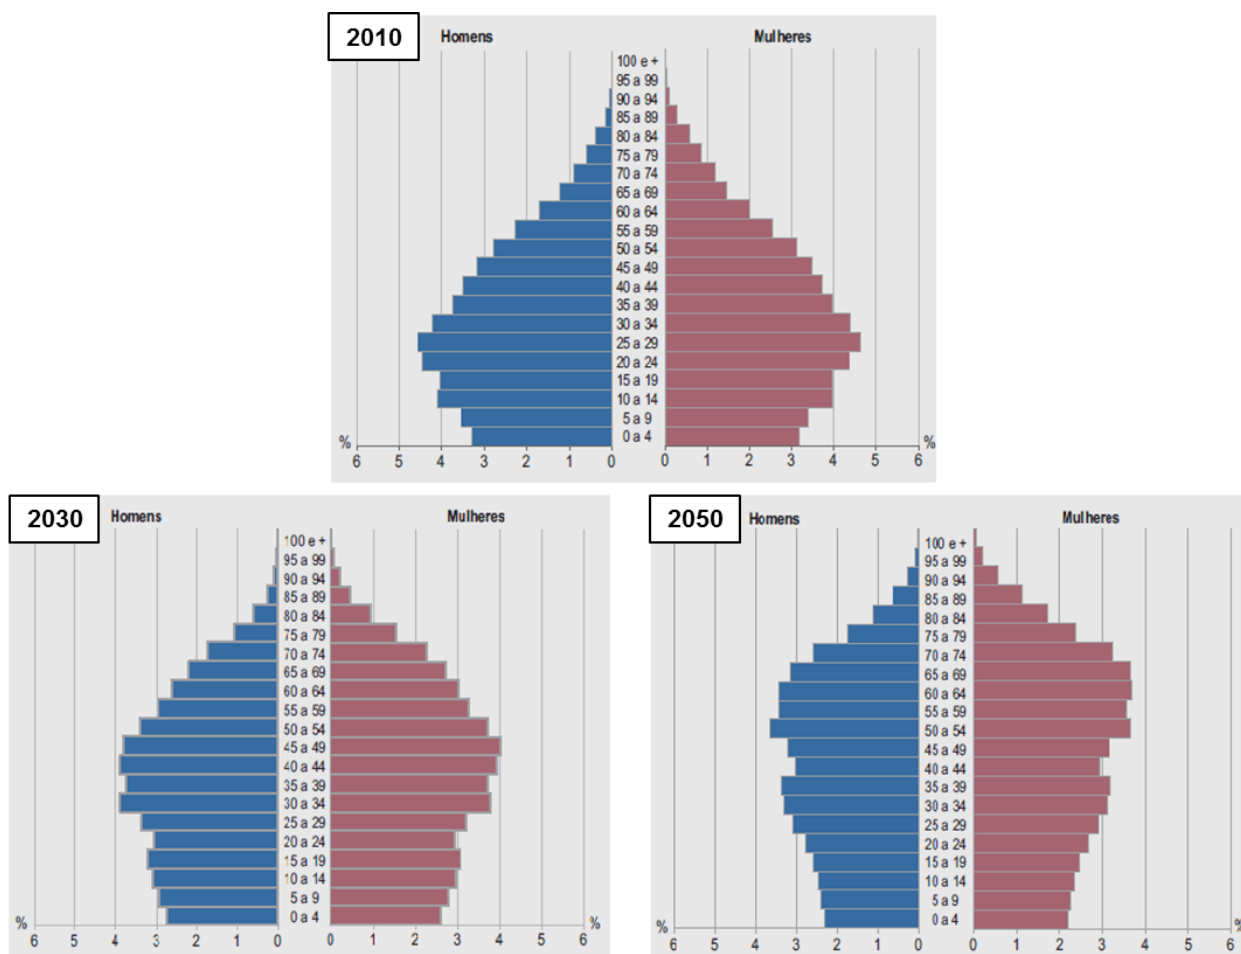 2010
Homens
Mulheres
100 e +
95 a 99
90 a 94
85 a 89
80 a 84
75 a 79
70 a 74
65 a 69
60 a 64
55 a 59
50 a 54
45 a 49
40 a 44
35 a 39
30 a 34
25 a 29
20 a 24
15 a 19
10 a 14
5 a 9
% 0 a 4 %
6 5 4 3 2 1 0 0 1 2 3 4 5 6
2030
Homens
Mulheres
100 e +
95 a 99
90 a 94
85 a 89
80 a 84
75 a 79
70 a 74
65 a 69
60 a 64
55 a 59
50 a 54
45 a 49
40 a 44
35 a 39
30 a 34
25 a 29
20 a 24
15 a 19
10 a 14
5 a 9
% 0 a 4 %
6 5 4 3 2 1 0 0 1 2 3 4 5 6
2050
Homens
Mulheres
100 e +
95 a 99
90 a 94
85 a 89
80 a 84
75 a 79
70 a 74
65 a 69
60 a 64
55 a 59
50 a 54
45 a 49
40 a 44
35 a 39
30 a 34
25 a 29
20 a 24
15 a 19
10 a 14
5 a 9
% 0 a 4 %
6 5 4 3 2 1 0 0 1 2 3 4 5 6